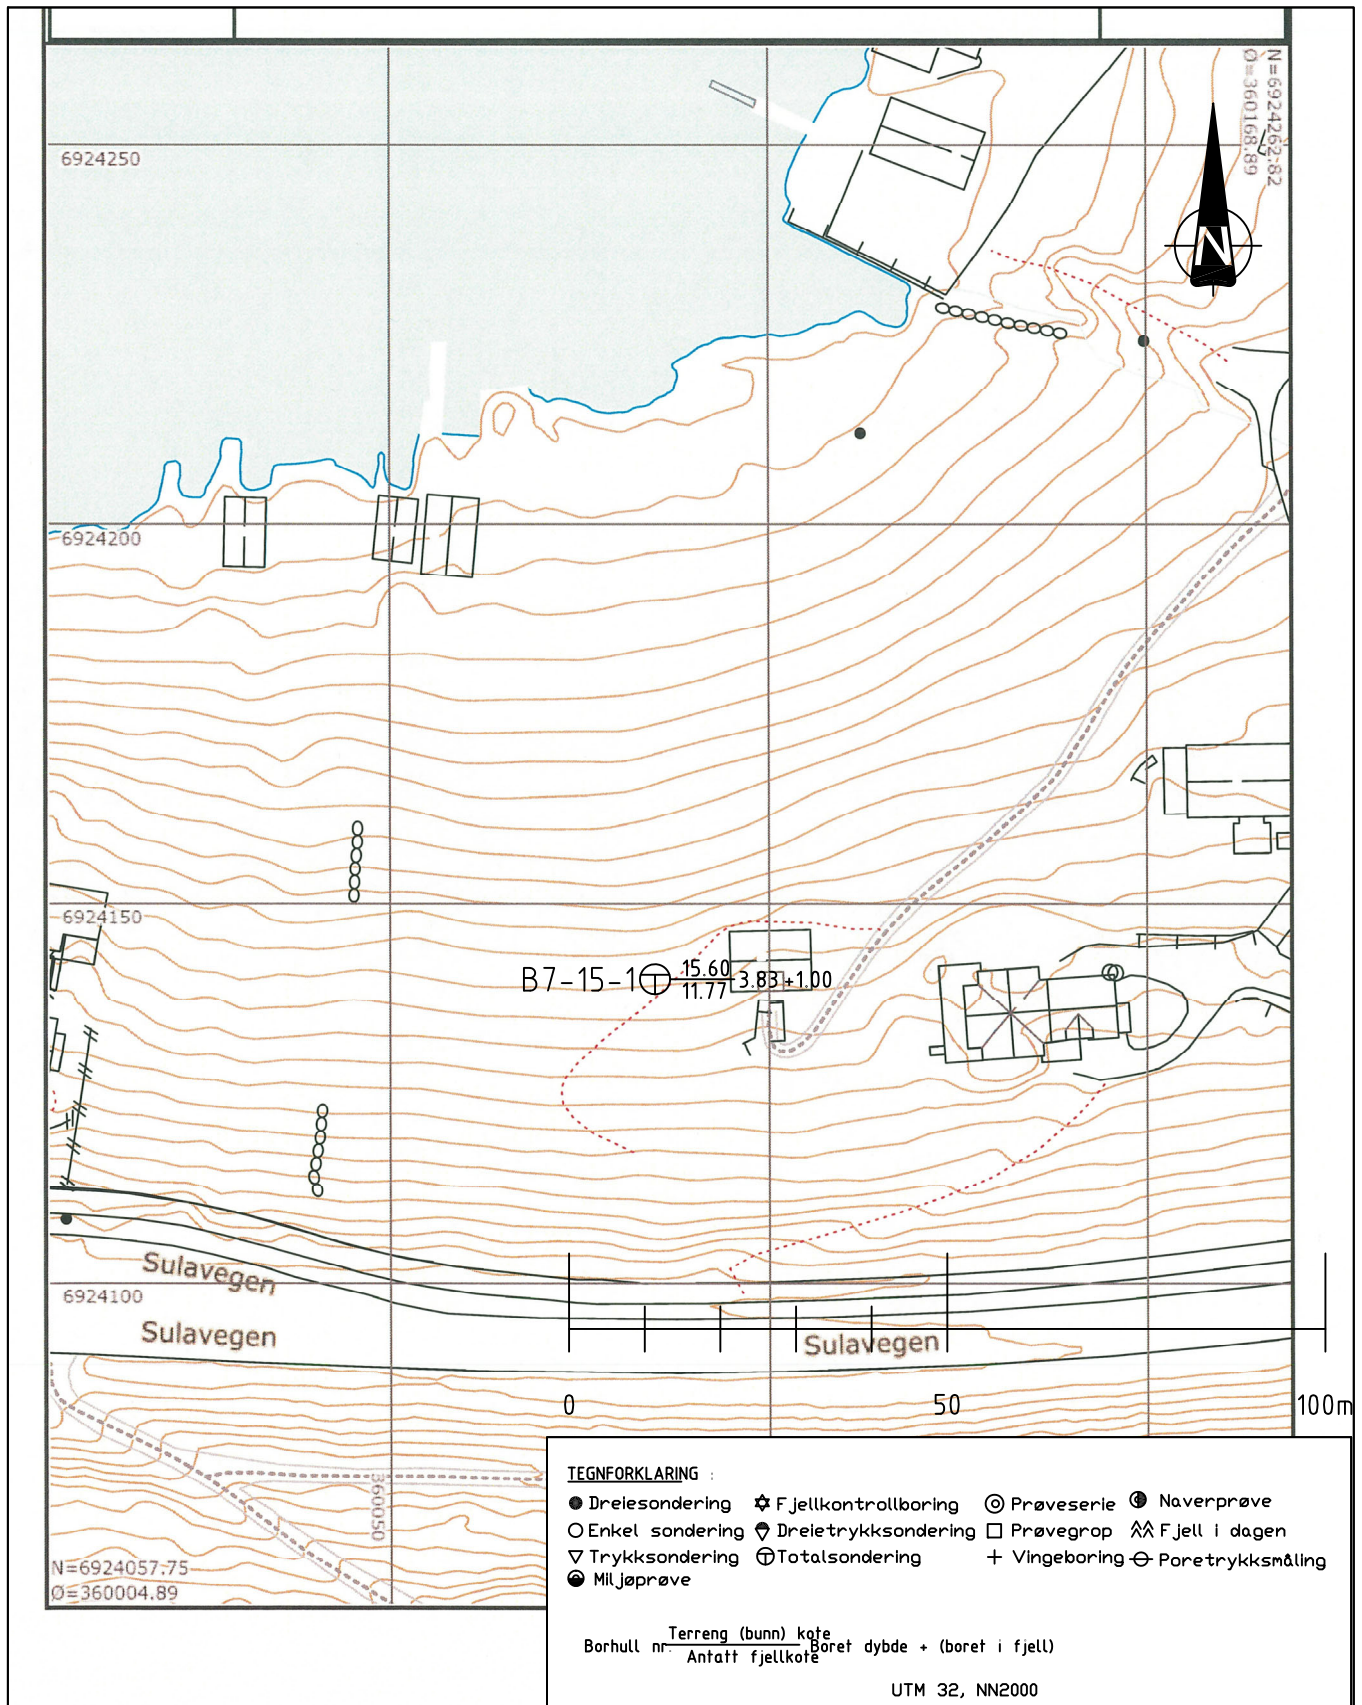 N=6924262.82
Ø=360168.89
6924250
N
6924200
6924150
B7-15-1 15.60 3.83+1.00
11.77
Sulavegen
6924100
Sulavegen
Sulavegen
0 50 100m
360050
N=6924057.75
Ø=360004.89
TEGNFORKLARING :
Dreiesondering Fjellkontrollboring Prøveserie Naverprøve
Enkel sondering Dreietrykksondering Prøvegrop Fjell i dagen
Trykksondering Totalsondering Vingeboring Poretrykksmåling
Miljøprøve
Terreng (bunn) kote
Borhull nr. Boret dybde + (boret i fjell)
Antatt fjellkote
UTM 32, NN2000